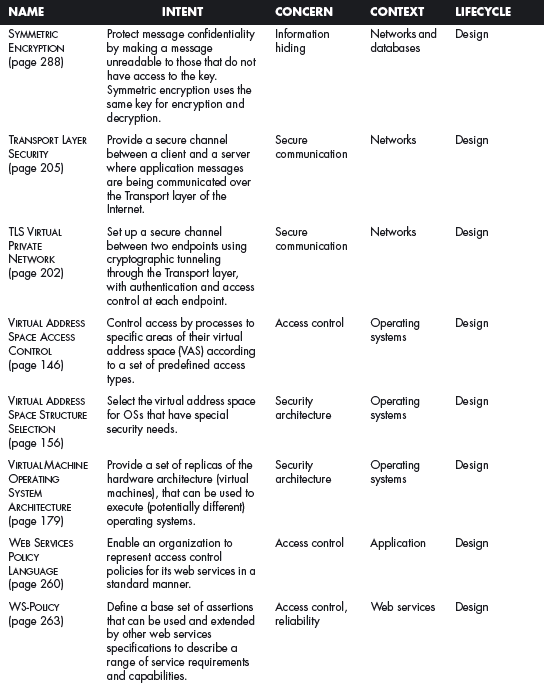 NAME INTENT CONCERN CONTEXT LIFECYCLE
SYMMETRIC ENCRYPTION (page 288)
Protect message confidentiality
by making a message
unreadable to those that do not
have access to the key.
Symmetric encryption uses the
same key for encryption and
decryption.
Information
hiding
Networks and
databases
Design
TRANSPORT LAYER
SECURITY
(page 205)
Provide a secure channel
between a client and a server
where application messages
are being communicated over
the Transport layer of the
Internet.
Secure
communication
Networks
Design
TLS VIRTUAL
PRIVATE
NETWORK
(page 202)
Set up a secure channel
between two endpoints using
cryptographic tunneling
through the Transport layer,
with authentication and access
control at each endpoint.
Secure
communication
Networks
Design
VIRTUAL ADDRESS
SPACE ACCESS
CONTROL
(page 146)
Control access by processes to
specific areas of their virtual
address space (VAS) according
to a set of predefined access
types.
Access control
Operating
systems
Design
VIRTUAL ADDRESS
SPACE STRUCTURE
SELECTION
(page 156)
Select the virtual address space
for OSs that have special
security needs.
Security
architecture
Operating
systems
Design
VIRTUAL MACHINE
OPERATING
SYSTEM
ARCHITECTURE
(page 179)
Provide a set of replicas of the
hardware architecture (virtual
machines), that can be used to
execute (potentially different)
operating systems.
Security
architecture
Operating
systems
Design
WEB SERVICES
POLICY
LANGUAGE
(page 260)
Enable an organization to
represent access control
policies for its web services in a
standard manner.
Access control
Application
Design
WS-POLICY
(page 263)
Define a base set of assertions
that can be used and extended
by other web services
specifications to describe a
range of service requirements
and capabilities.
Access control,
reliability
Web services
Design